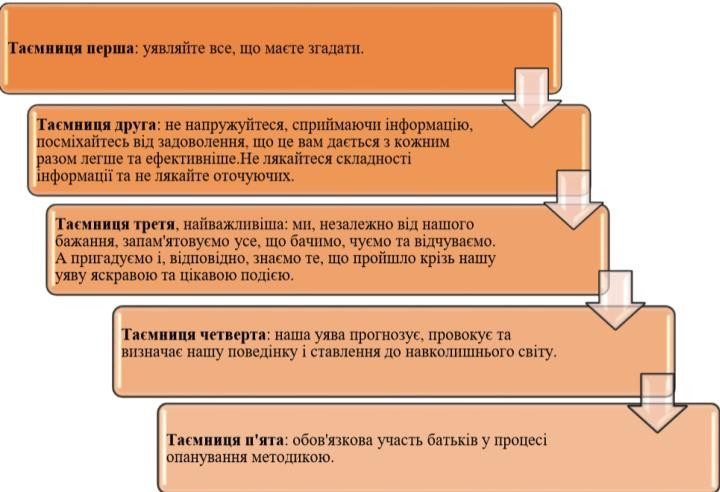 Таємниця перша: уявляйте все, що маєте згадати.
Таємниця друга: не напружуйтеся, сприймаючи інформацію,
посміхайтесь від задоволення, що це вам дається з кожним
разом легше та ефективніше.Не лякайтеся складності
інформації та не лякайте оточуючих.
Таємниця третя, найважливіша: ми, незалежно від нашого
бажання, запам'ятовуємо усе, що бачимо, чуємо та відчуваємо.
А пригадуємо і, відповідно, знаємо те, що пройшло крізь нашу
уяву яскравою та цікавою подією.
Таємниця четверта: наша уява прогнозує, провокує та
визначає нашу поведінку і ставлення до навколишнього світу.
Таємниця п'ята: обов'язкова участь батьків у процесі
опанування методикою.